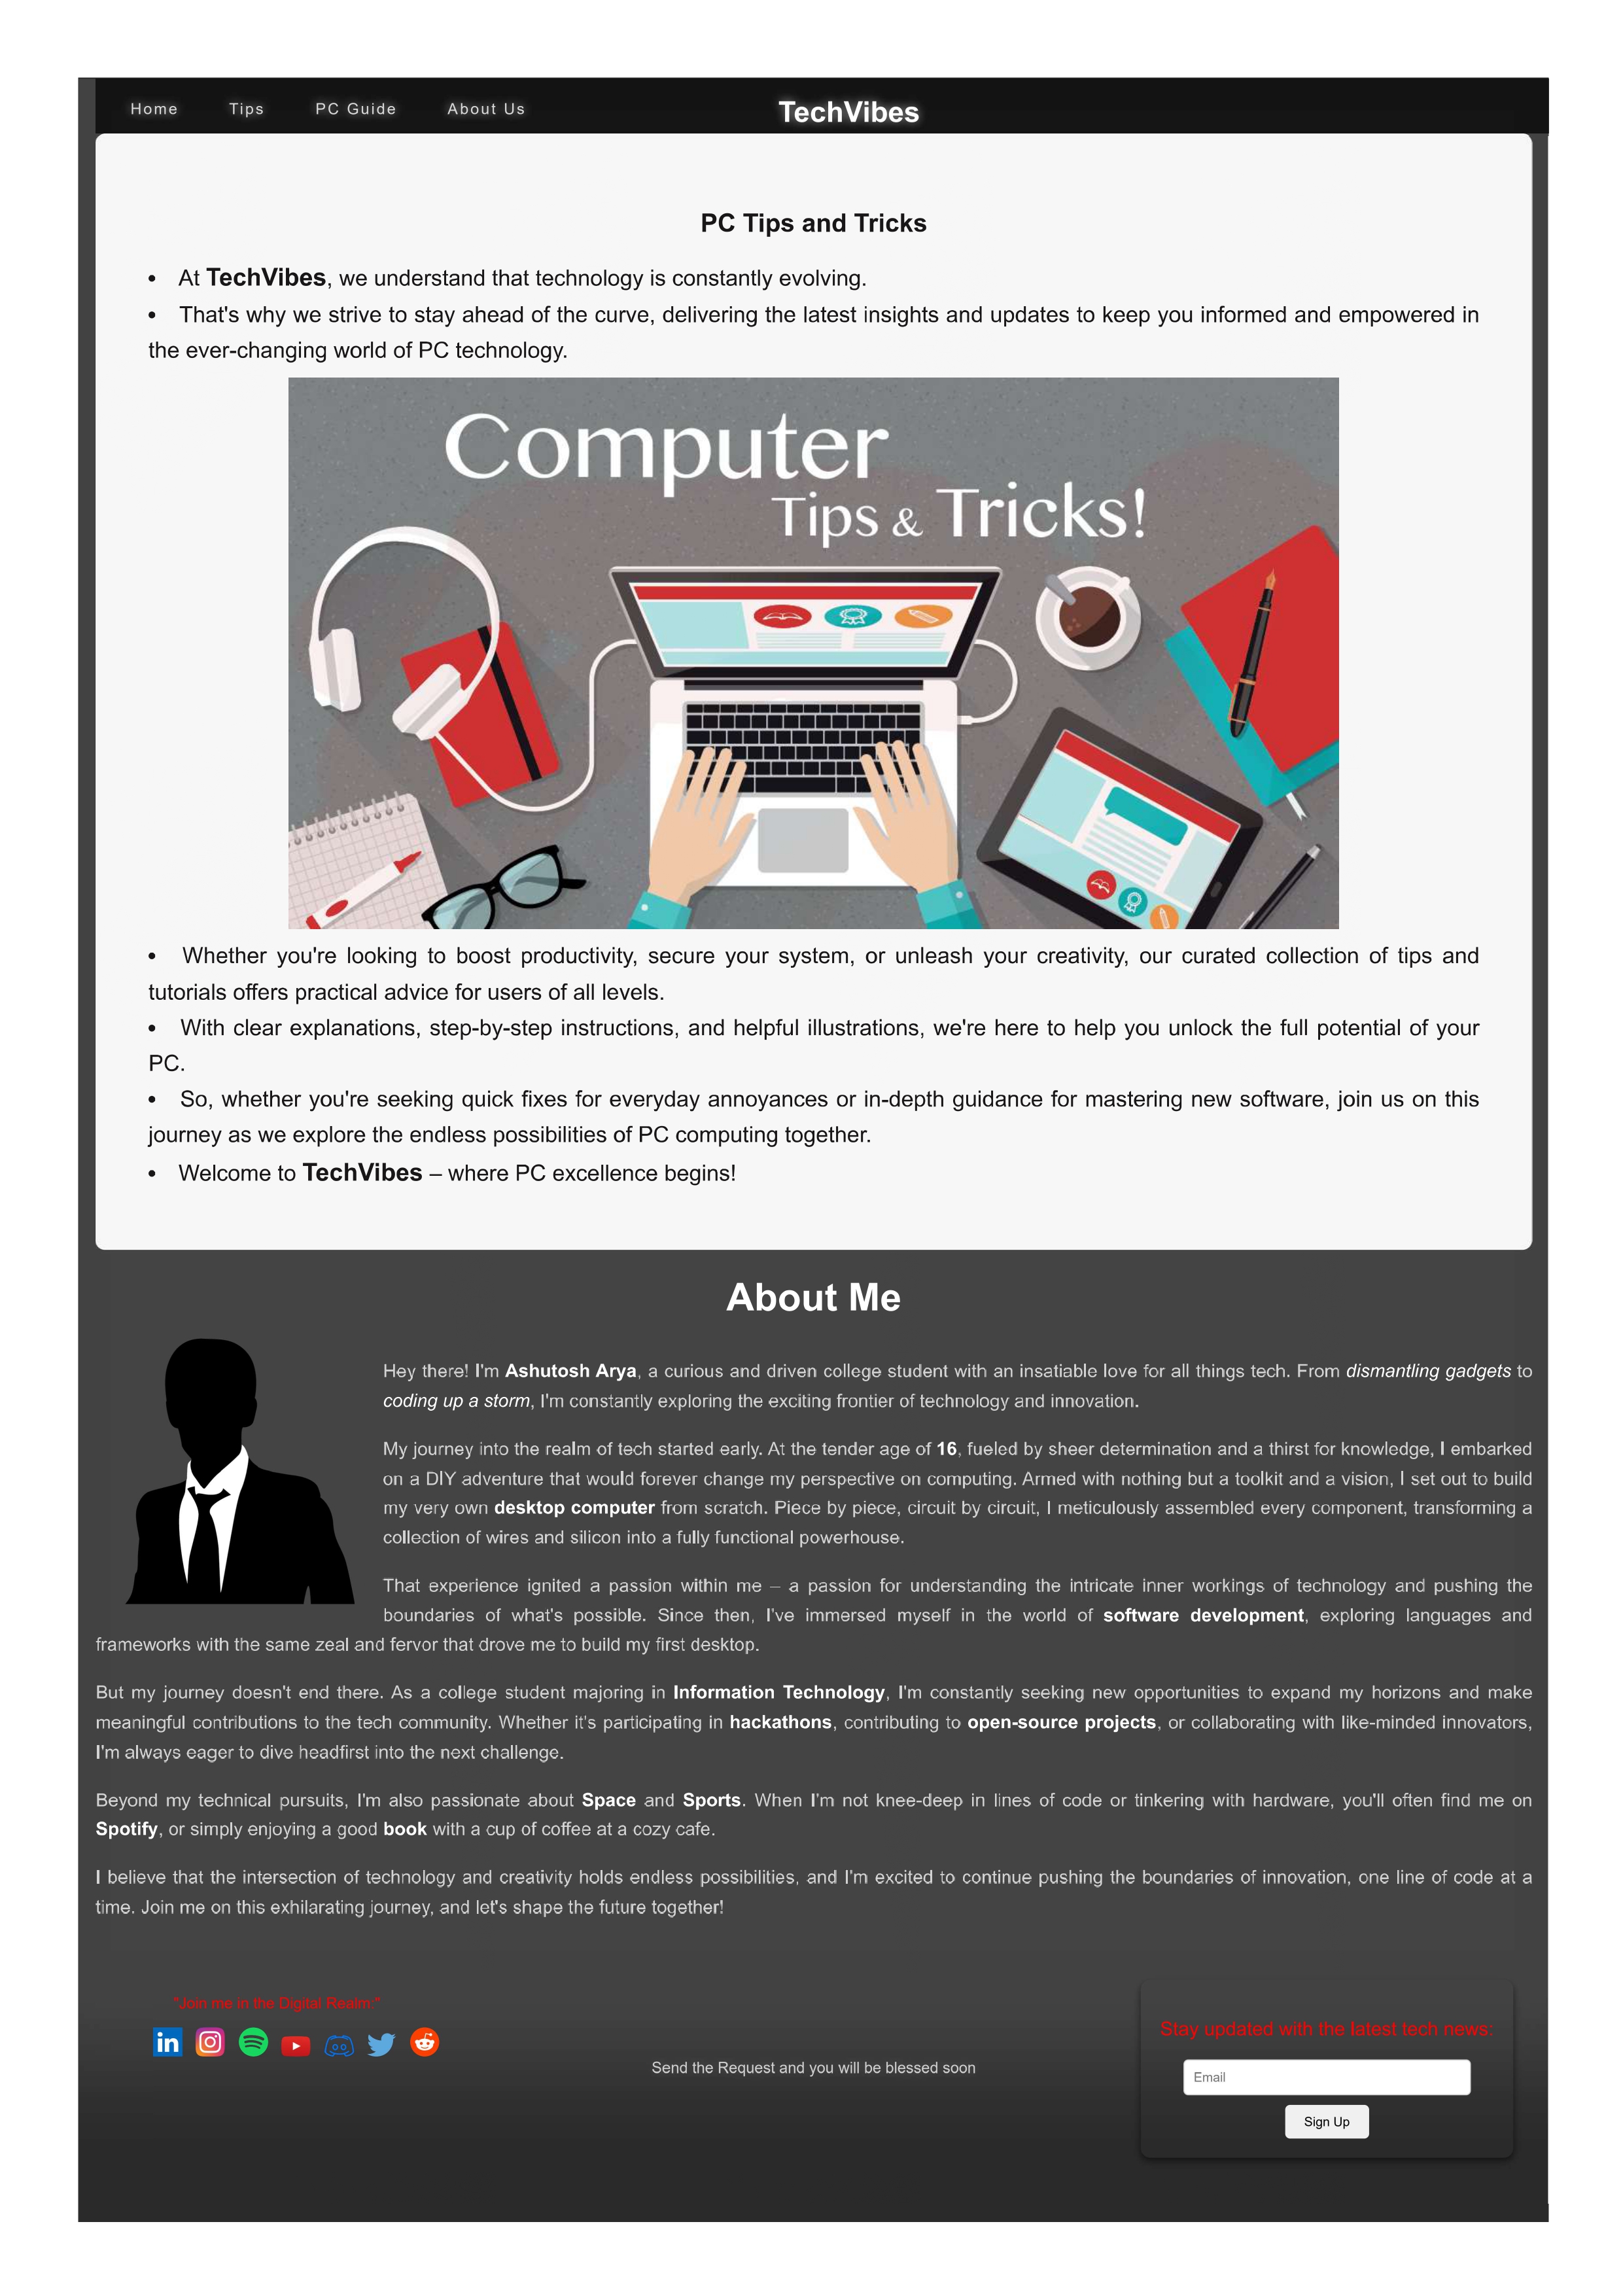 Home Tips PC Guide About Us TechVibes
PC Tips and Tricks
• At TechVibes, we understand that technology is constantly evolving.
• That's why we strive to stay ahead of the curve, delivering the latest insights and updates to keep you informed and empowered in
the ever-changing world of PC technology.
Computer
Tips & Tricks!
• Whether you're looking to boost productivity, secure your system, or unleash your creativity, our curated collection of tips and
tutorials offers practical advice for users of all levels.
• With clear explanations, step-by-step instructions, and helpful illustrations, we're here to help you unlock the full potential of your
PC.
• So, whether you're seeking quick fixes for everyday annoyances or in-depth guidance for mastering new software, join us on this
journey as we explore the endless possibilities of PC computing together.
• Welcome to TechVibes – where PC excellence begins!
About Me
Hey there! I'm Ashutosh Arya, a curious and driven college student with an insatiable love for all things tech. From dismantling gadgets to
coding up a storm, I'm constantly exploring the exciting frontier of technology and innovation.
My journey into the realm of tech started early. At the tender age of 16, fueled by sheer determination and a thirst for knowledge, I embarked
on a DIY adventure that would forever change my perspective on computing. Armed with nothing but a toolkit and a vision, I set out to build
my very own desktop computer from scratch. Piece by piece, circuit by circuit, I meticulously assembled every component, transforming a
collection of wires and silicon into a fully functional powerhouse.
That experience ignited a passion within me – a passion for understanding the intricate inner workings of technology and pushing the
boundaries of what's possible. Since then, I've immersed myself in the world of software development, exploring languages and
frameworks with the same zeal and fervor that drove me to build my first desktop.
But my journey doesn't end there. As a college student majoring in Information Technology, I'm constantly seeking new opportunities to expand my horizons and make
meaningful contributions to the tech community. Whether it's participating in hackathons, contributing to open-source projects, or collaborating with like-minded innovators,
I'm always eager to dive headfirst into the next challenge.
Beyond my technical pursuits, I'm also passionate about Space and Sports. When I'm not knee-deep in lines of code or tinkering with hardware, you'll often find me on
Spotify, or simply enjoying a good book with a cup of coffee at a cozy cafe.
I believe that the intersection of technology and creativity holds endless possibilities, and I'm excited to continue pushing the boundaries of innovation, one line of code at a
time. Join me on this exhilarating journey, and let's shape the future together!
"Join me in the Digital Realm:"
in
Send the Request and you will be blessed soon
Stay updated with the latest tech news:
Email
Sign Up